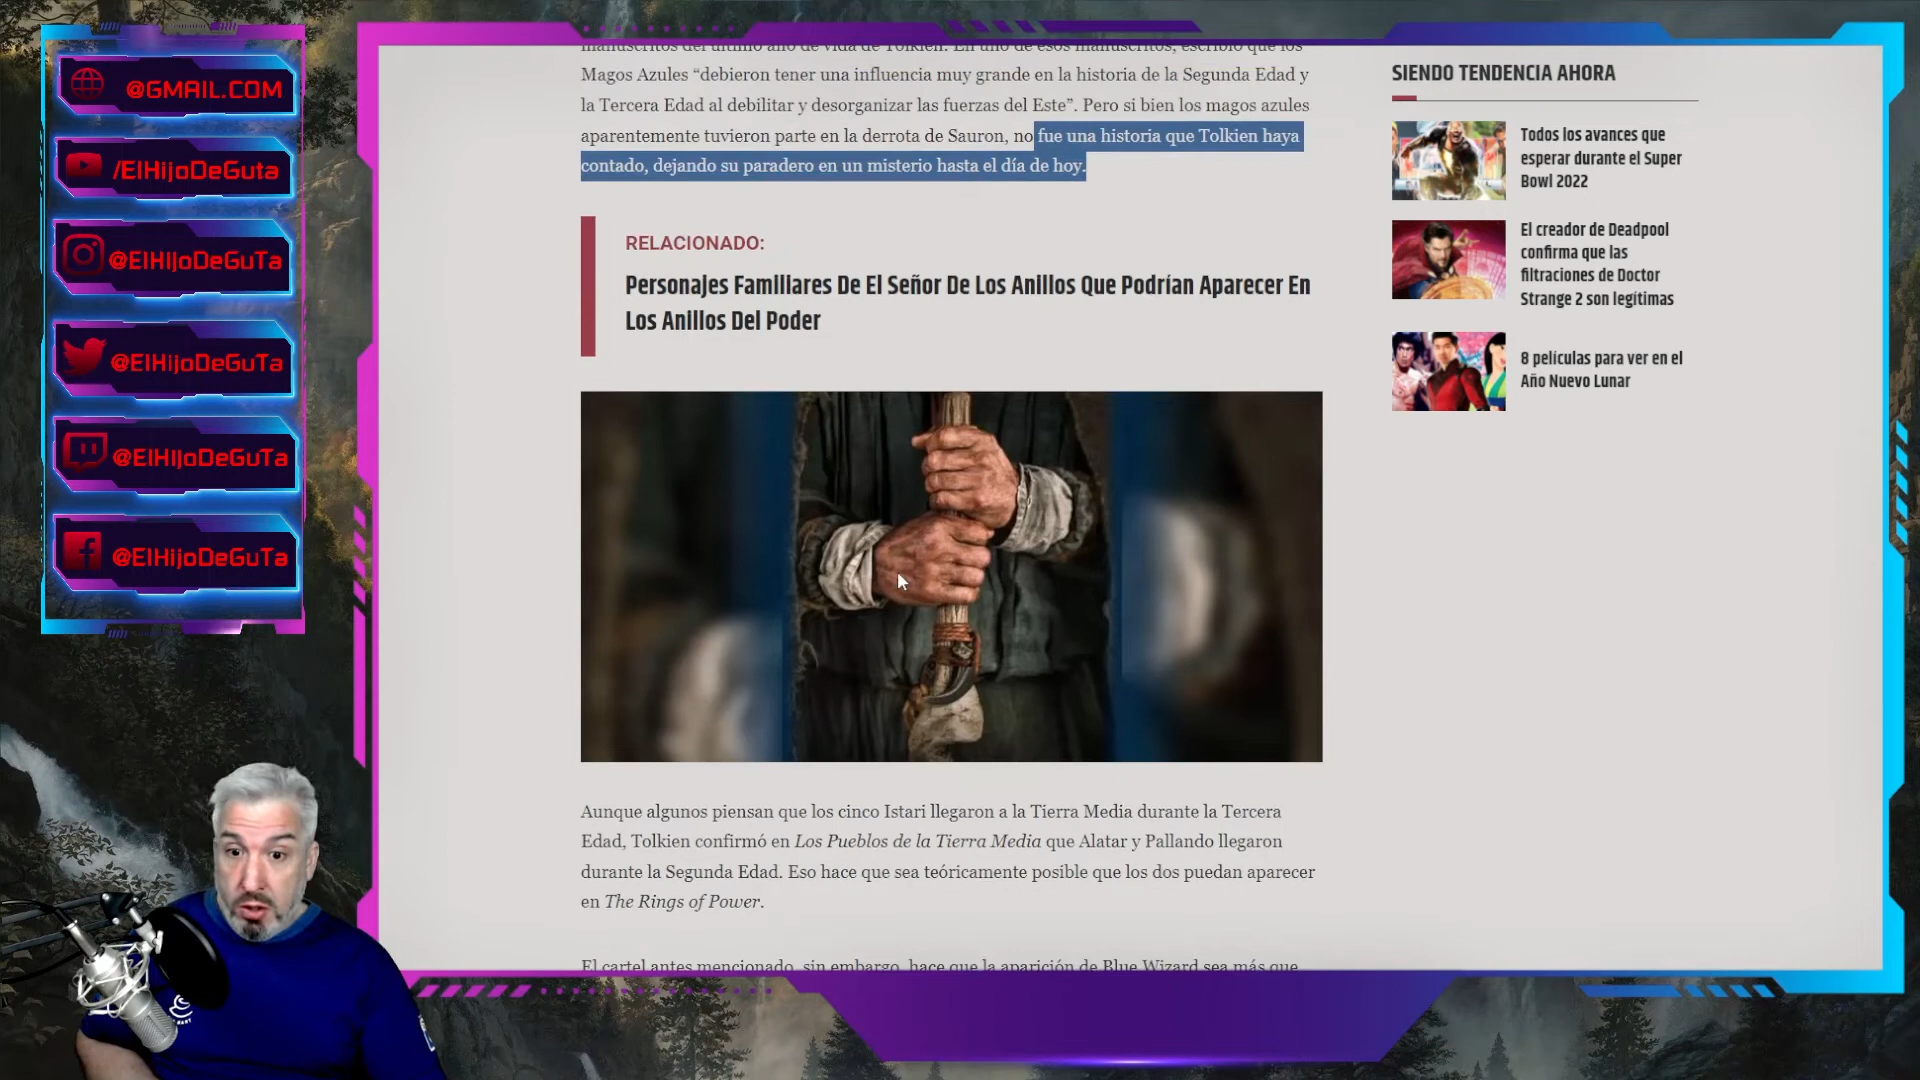 @GMAIL.COM
/ElHijoDeGuta
@ElHIjoDeGuTa
@ElHijoDeGuTa
@ElHIjoDeGuTa
@ElHIjoDeGuTa
manuscritos del último año de vida de Tolkien. En uno de esos manuscritos, escribió que los
Magos Azules “debieron tener una influencia muy grande en la historia de la Segunda Edad y
la Tercera Edad al debilitar y desorganizar las fuerzas del Este”. Pero si bien los magos azules
aparentemente tuvieron parte en la derrota de Sauron, no fue una historia que Tolkien haya
contado, dejando su paradero en un misterio hasta el día de hoy.
RELACIONADO:
Personajes Familiares De El Señor De Los Anillos Que Podrían Aparecer En
Los Anillos Del Poder
Aunque algunos piensan que los cinco Istari llegaron a la Tierra Media durante la Tercera
Edad, Tolkien confirmó en Los Pueblos de la Tierra Media que Alatar y Pallando llegaron
durante la Segunda Edad. Eso hace que sea teóricamente posible que los dos puedan aparecer
en The Rings of Power.
El cartel antes mencionado, sin embargo, hace que la aparición de Blue Wizard sea más que
SIENDO TENDENCIA AHORA
Todos los avances que
esperar durante el Super
Bowl 2022
El creador de Deadpool
confirma que las
filtraciones de Doctor
Strange 2 son legítimas
8 películas para ver en el
Año Nuevo Lunar